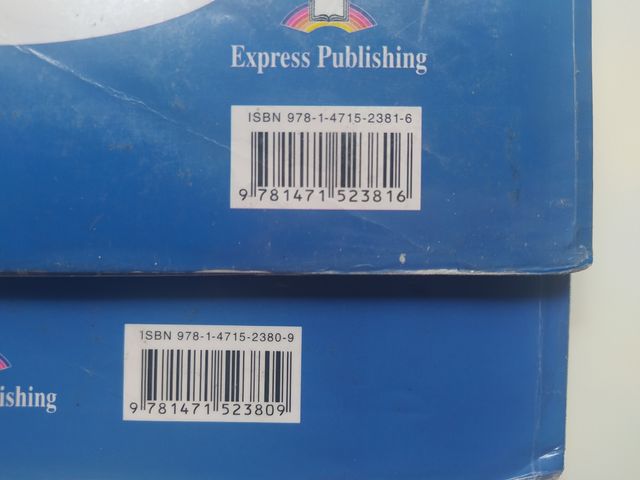 Express Publishing
ISBN 978-1-4715-2381-6
9 781471 523816
ISBN 978-1-4715-2380-9
ishing
9 781471 523809